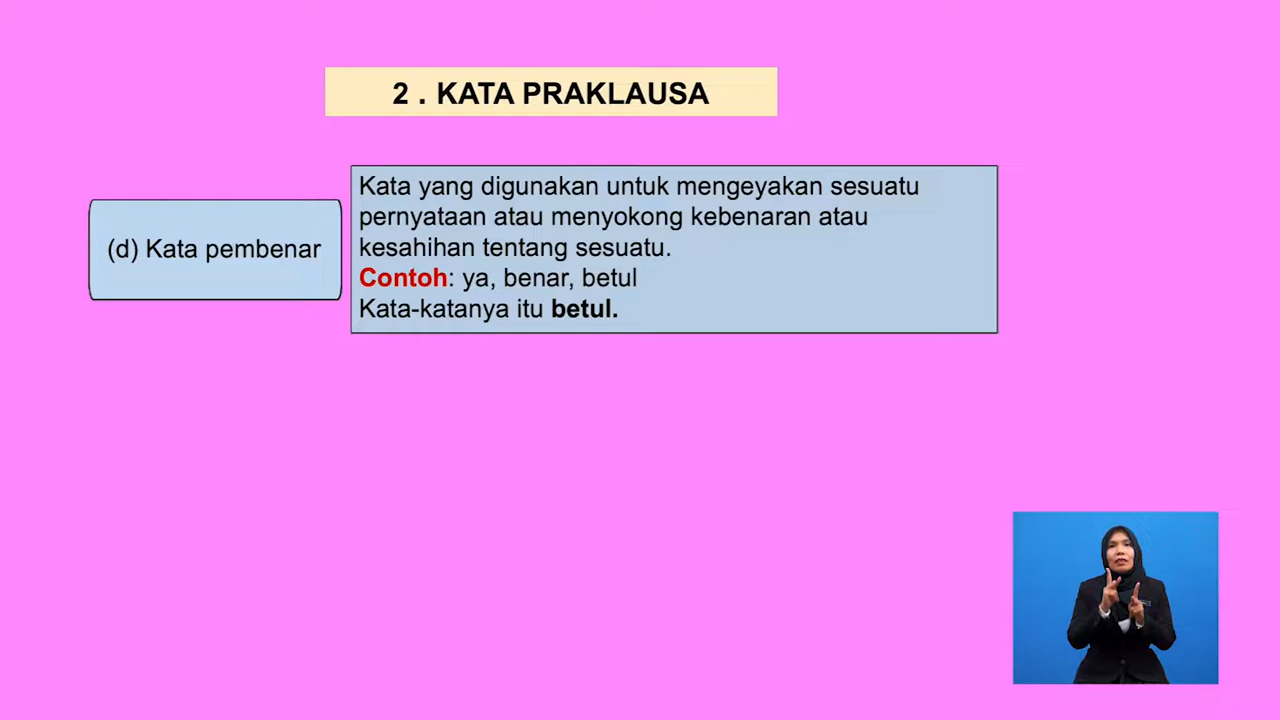 2 . KATA PRAKLAUSA
(d) Kata pembenar
Kata yang digunakan untuk mengeyakan sesuatu
pernyataan atau menyokong kebenaran atau
kesahihan tentang sesuatu.
Contoh: ya, benar, betul
Kata-katanya itu betul.